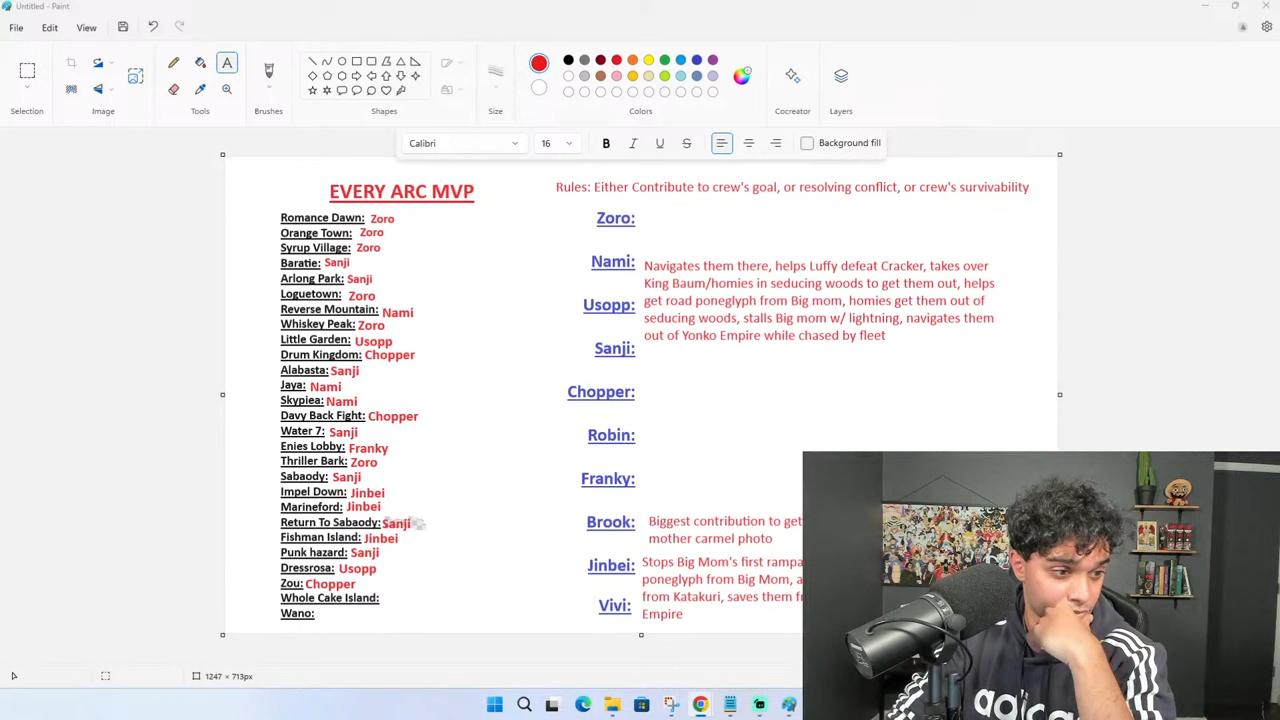 Untitled - Paint
File Edit View
Selection Image Tools Brushes Shapes Size Colors Cocreator Layers
Calibri 16 B I U S Background fill
EVERY ARC MVP
Romance Dawn: Zoro
Orange Town: Zoro
Syrup Village: Zoro
Baratie: Sanji
Arlong Park: Sanji
Loguetown: Zoro
Reverse Mountain: Nami
Whiskey Peak: Zoro
Little Garden: Usopp
Drum Kingdom: Chopper
Alabasta: Sanji
Jaya: Nami
Skypiea: Nami
Davy Back Fight: Chopper
Water 7: Sanji
Enies Lobby: Franky
Thriller Bark: Zoro
Sabaody: Sanji
Impel Down: Jinbei
Marineford: Jinbei
Return To Sabaody: Sanji
Fishman Island: Jinbei
Punk hazard: Sanji
Dressrosa: Usopp
Zou: Chopper
Whole Cake Island:
Wano:
Rules: Either Contribute to crew's goal, or resolving conflict, or crew's survivability
Zoro:
Nami:
Navigates them there, helps Luffy defeat Cracker, takes over
King Baum/homies in seducing woods to get them out, helps
get road poneglyph from Big mom, homies get them out of
seducing woods, stalls Big mom w/ lightning, navigates them
out of Yonko Empire while chased by fleet
Usopp:
Sanji:
Chopper:
Robin:
Franky:
Brook:
Biggest contribution to get
mother carmel photo
Jinbei:
Stops Big Mom's first rampa
poneglyph from Big Mom, a
from Katakuri, saves them f
Empire
Vivi:
1247 × 713px